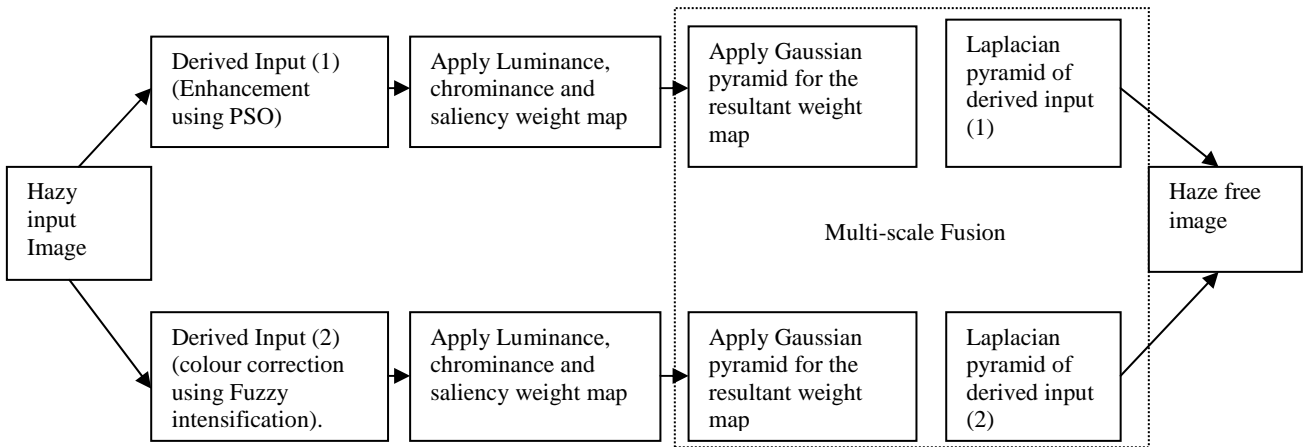 Derived Input (1)
(Enhancement
using PSO)
Apply Luminance,
chrominance and
saliency weight map
Apply Gaussian
pyramid for the
resultant weight
map
Laplacian
pyramid of
derived input
(1)
Hazy
input
Image
Multi-scale Fusion
Haze free
image
Derived Input (2)
(colour correction
using Fuzzy
intensification).
Apply Luminance,
chrominance and
saliency weight map
Apply Gaussian
pyramid for the
resultant weight
map
Laplacian
pyramid of
derived input
(2)